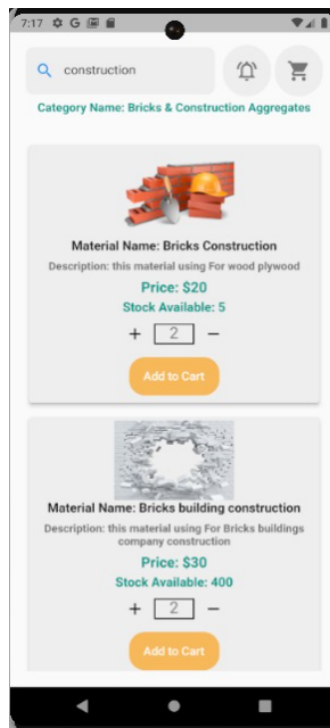 7:17
construction
Category Name: Bricks & Construction Aggregates
Material Name: Bricks Construction
Description: this material using For wood plywood
Price: $20
Stock Available: 5
+ 2 −
Add to Cart
Material Name: Bricks building construction
Description: this material using For Bricks buildings
company construction
Price: $30
Stock Available: 400
+ 2 −
Add to Cart